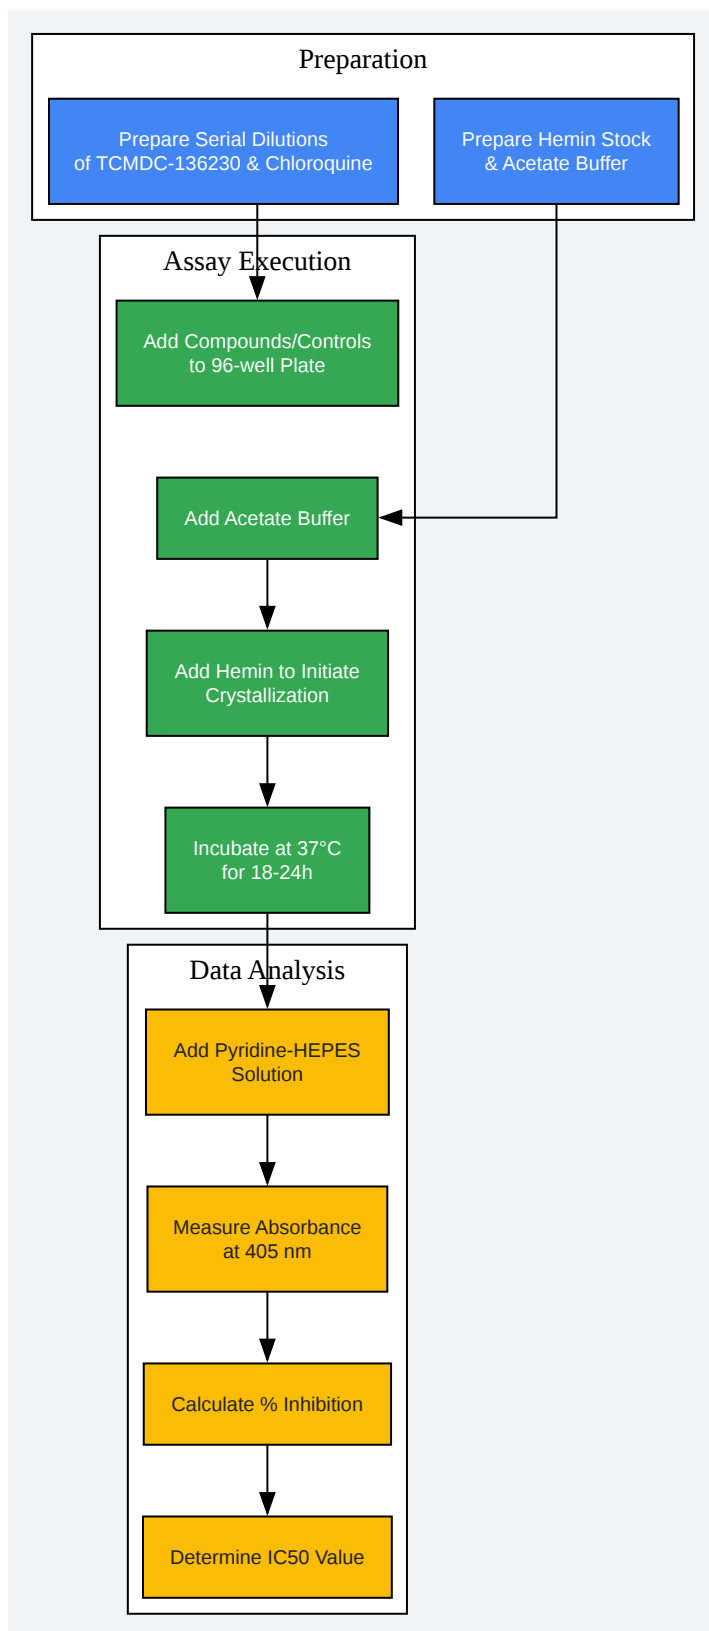 Preparation
Prepare Serial Dilutions
of TCMDC-136230 & Chloroquine
Prepare Hemin Stock
& Acetate Buffer
Assay Execution
Add Compounds/Controls
to 96-well Plate
Add Acetate Buffer
Add Hemin to Initiate
Crystallization
Incubate at 37°C
for 18-24h
Data Analysis
Add Pyridine-HEPES
Solution
Measure Absorbance
at 405 nm
Calculate % Inhibition
Determine IC50 Value